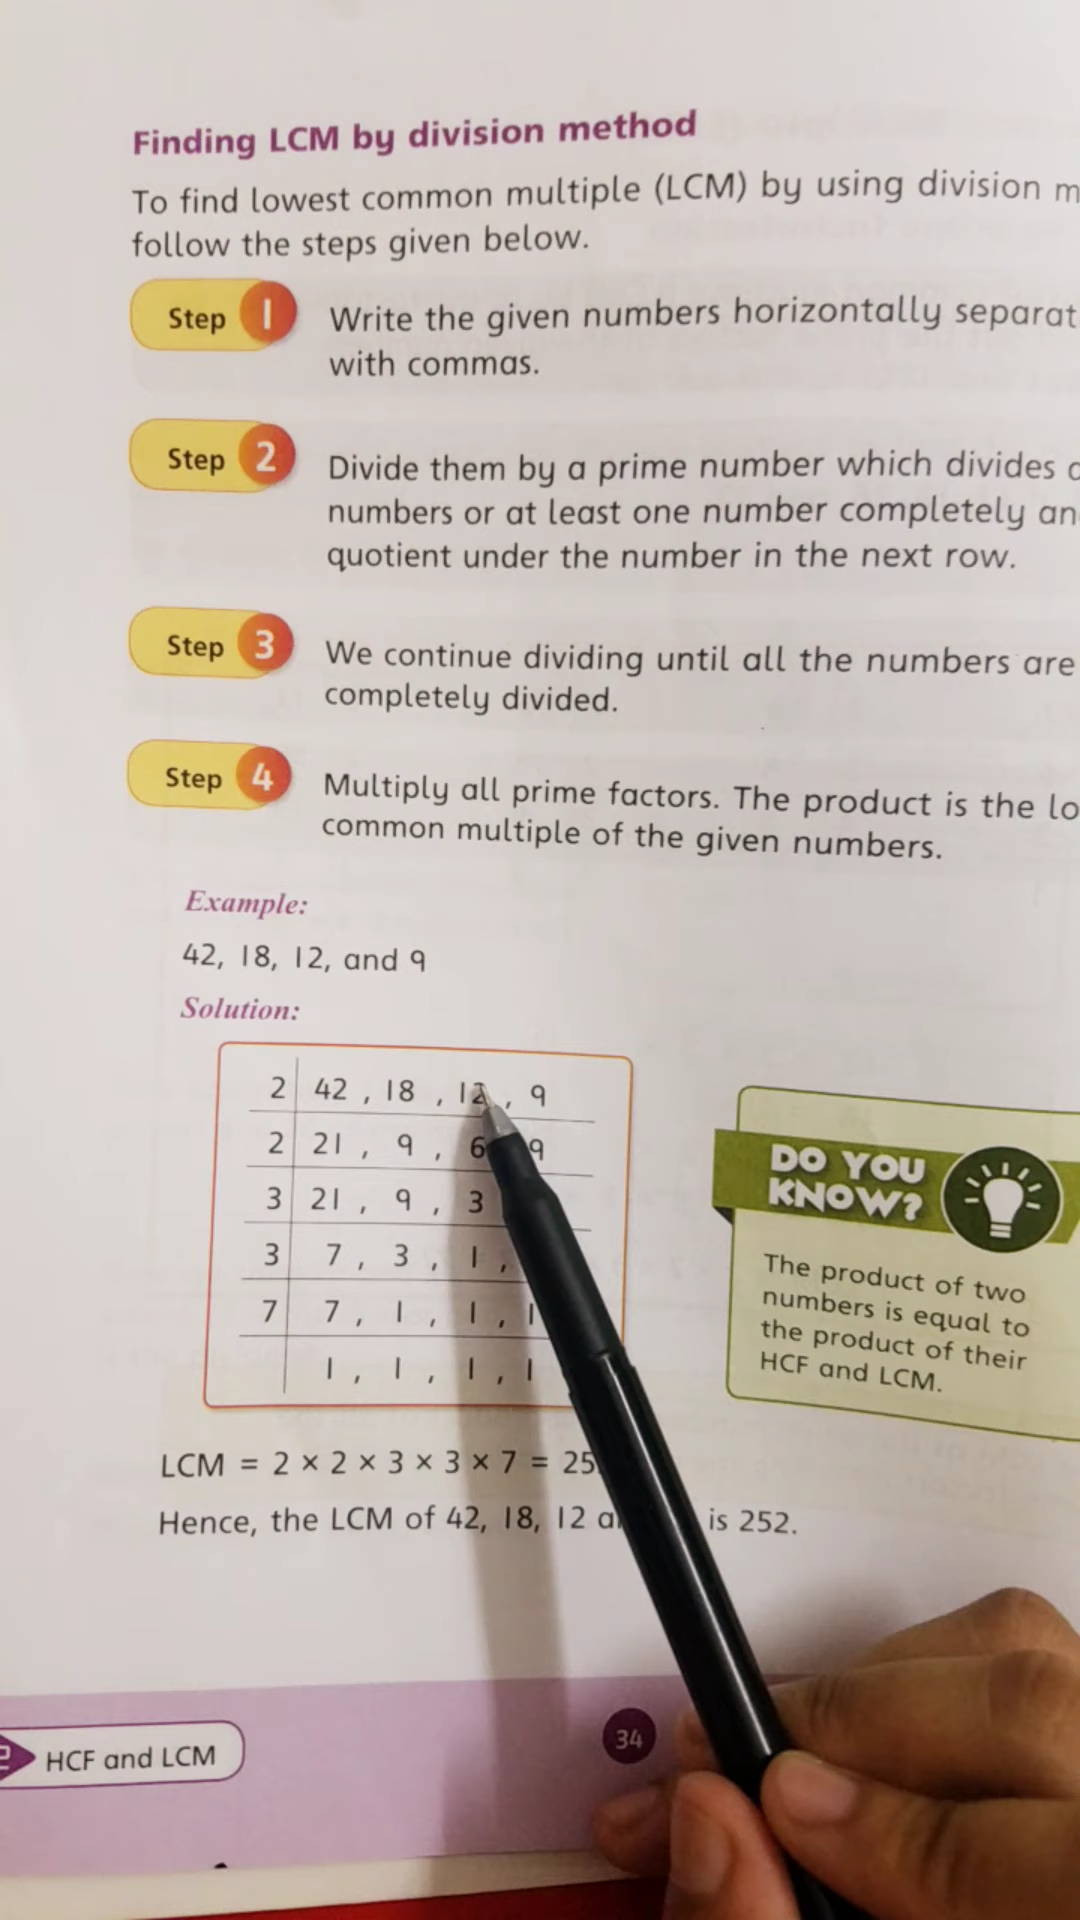 Finding LCM by division method
To find lowest common multiple (LCM) by using division
follow the steps given below.
Step 1
Write the given numbers horizontally
with commas.
Step 2
Divide them by a prime number which divides
numbers or at least one number completely
quotient under the number in the next row.
Step 3
We continue dividing until all the numbers are
completely divided.
Step 4
Multiply all prime factors. The product is the
common multiple of the given numbers.
Example:
42, 18, 12, and 9
Solution:
2 42 , 18 , 12 , 9
2 21 , 9 , 6 9
3 21 , 9 , 3
3 7 , 3 , 1 ,
7 7 , 1 , 1 , 1
1 , 1 , 1 , 1
LCM = 2 × 2 × 3 × 3 × 7 =
Hence, the LCM of 42, 18, 12 is 252.
DO YOU
KNOW?
The product of two
numbers is equal to
the product of their
HCF and LCM.
HCF and LCM
34